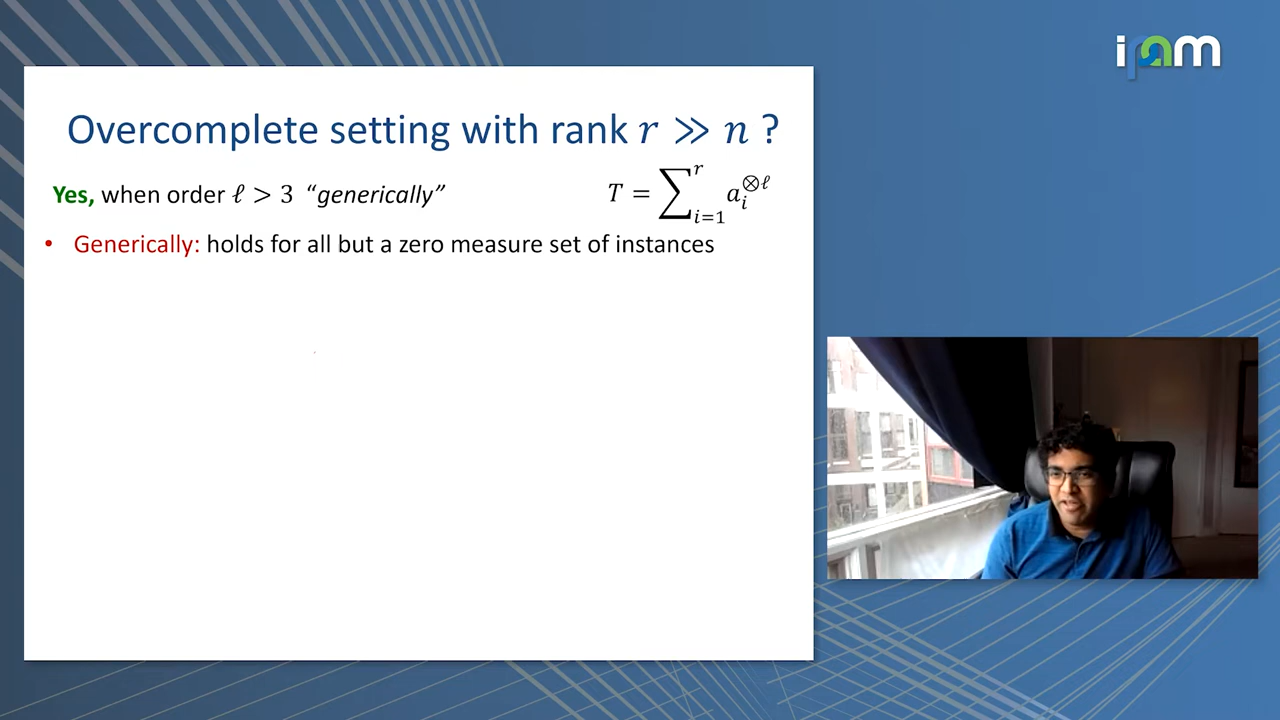 ipam
Overcomplete setting with rank r ≫ n ?
Yes, when order ℓ > 3 “generically”
T = ∑_{i=1}^{r} a_i^{⊗ℓ}
• Generically: holds for all but a zero measure set of instances